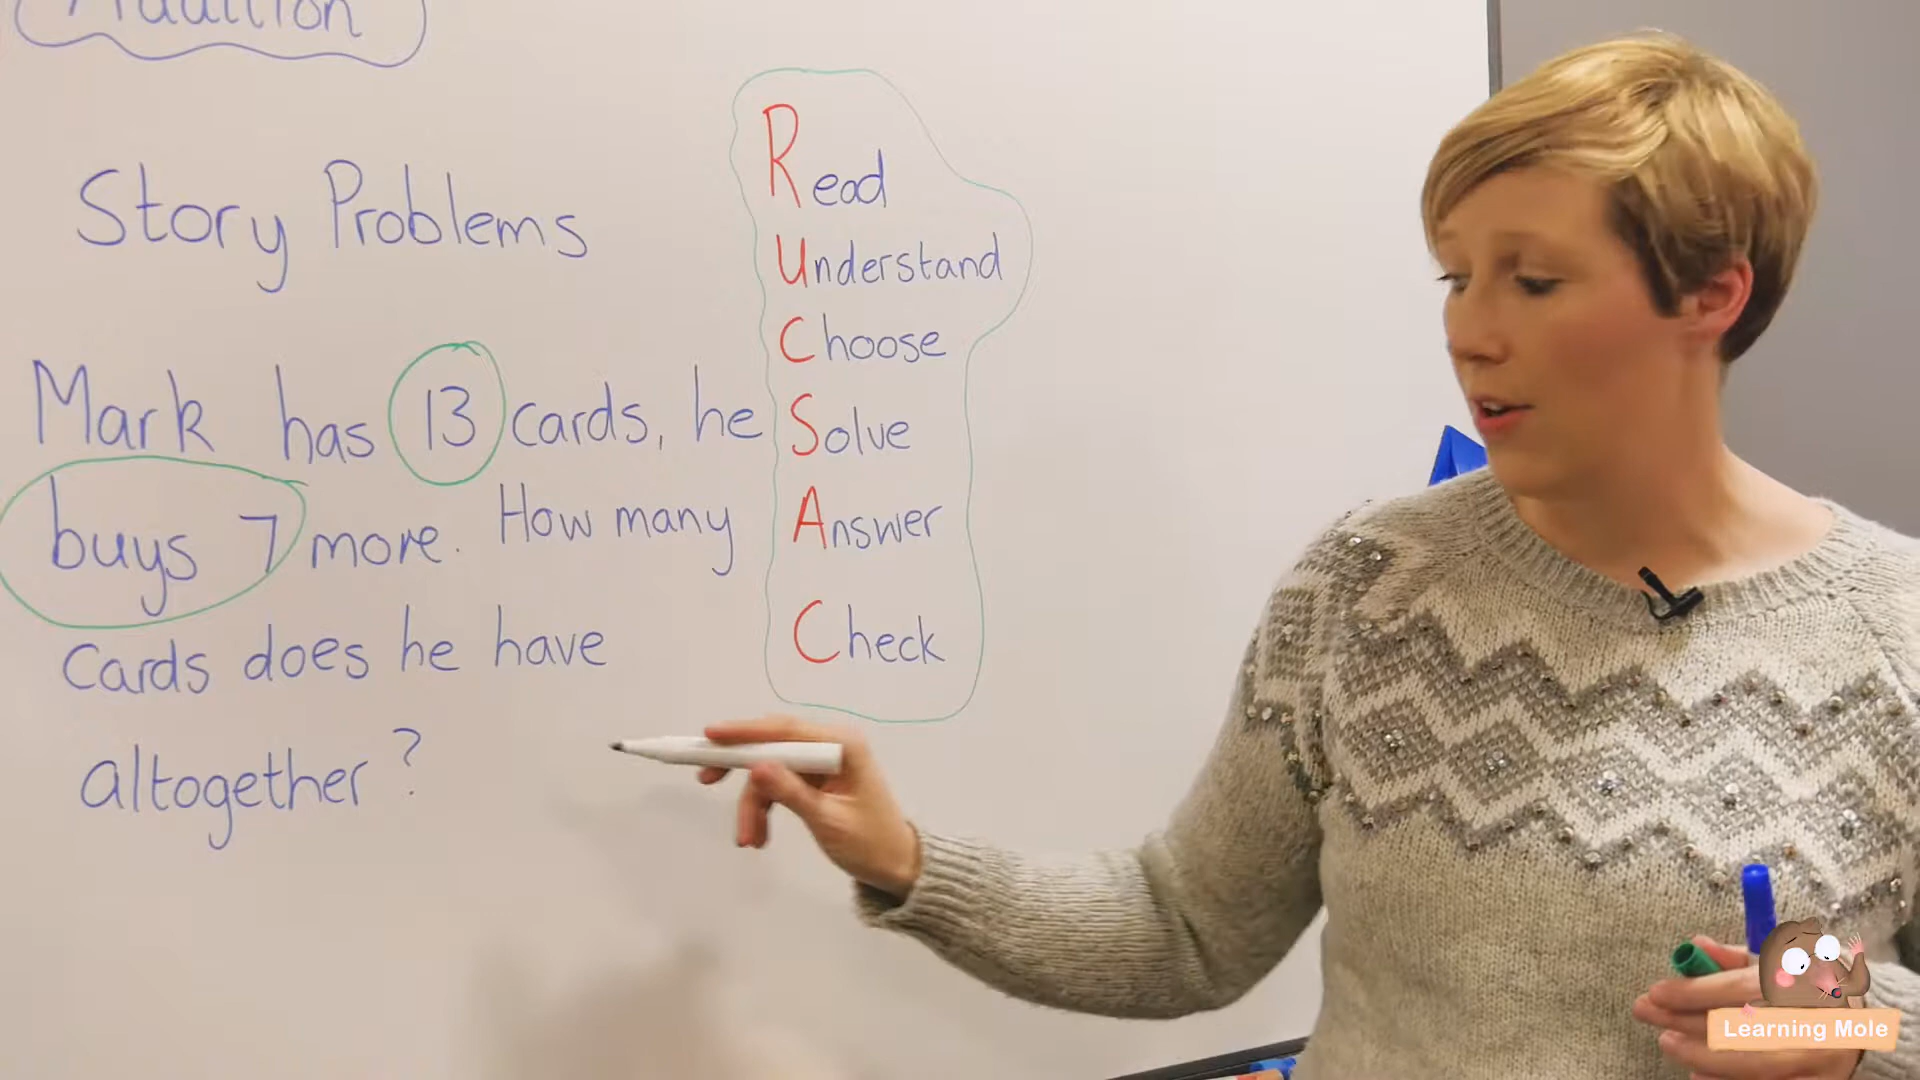 Addition
Story Problems
Mark has 13 cards, he
buys 7 more. How many
cards does he have
altogether?
Read
Understand
Choose
Solve
Answer
Check
Learning Mole